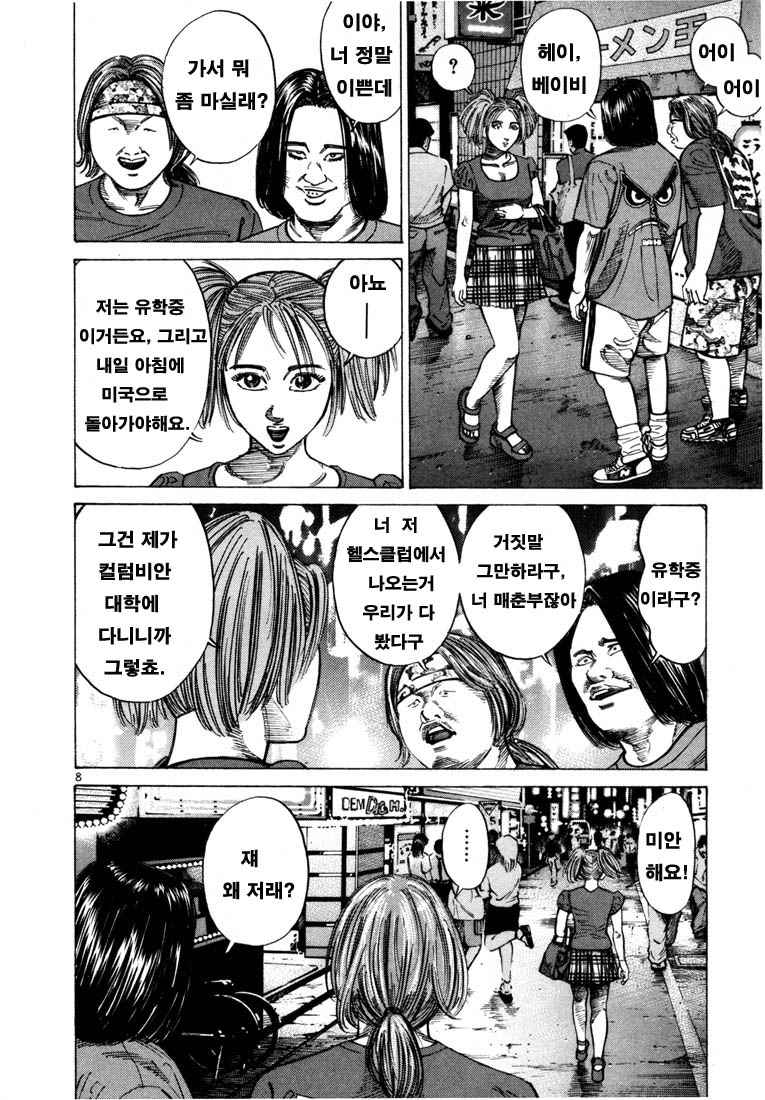 어이
어이
헤이,
베이비
?
ーメン王
米
이야,
너 정말
이쁜데
가서 뭐
좀 마실래?
아뇨
ㅡ
저는 유학중
이거든요, 그리고
내일 아침에
미국으로
돌아가야해요.
유학중
이라구?
거짓말
그만하라구,
너 매춘부잖아
너 저
헬스클럽에서
나오는거
우리가 다
봤다구
그건 제가
컬럼비안
대학에
다니니까
그렇죠.
8
미안
해요!
……
쟤
왜 저래?